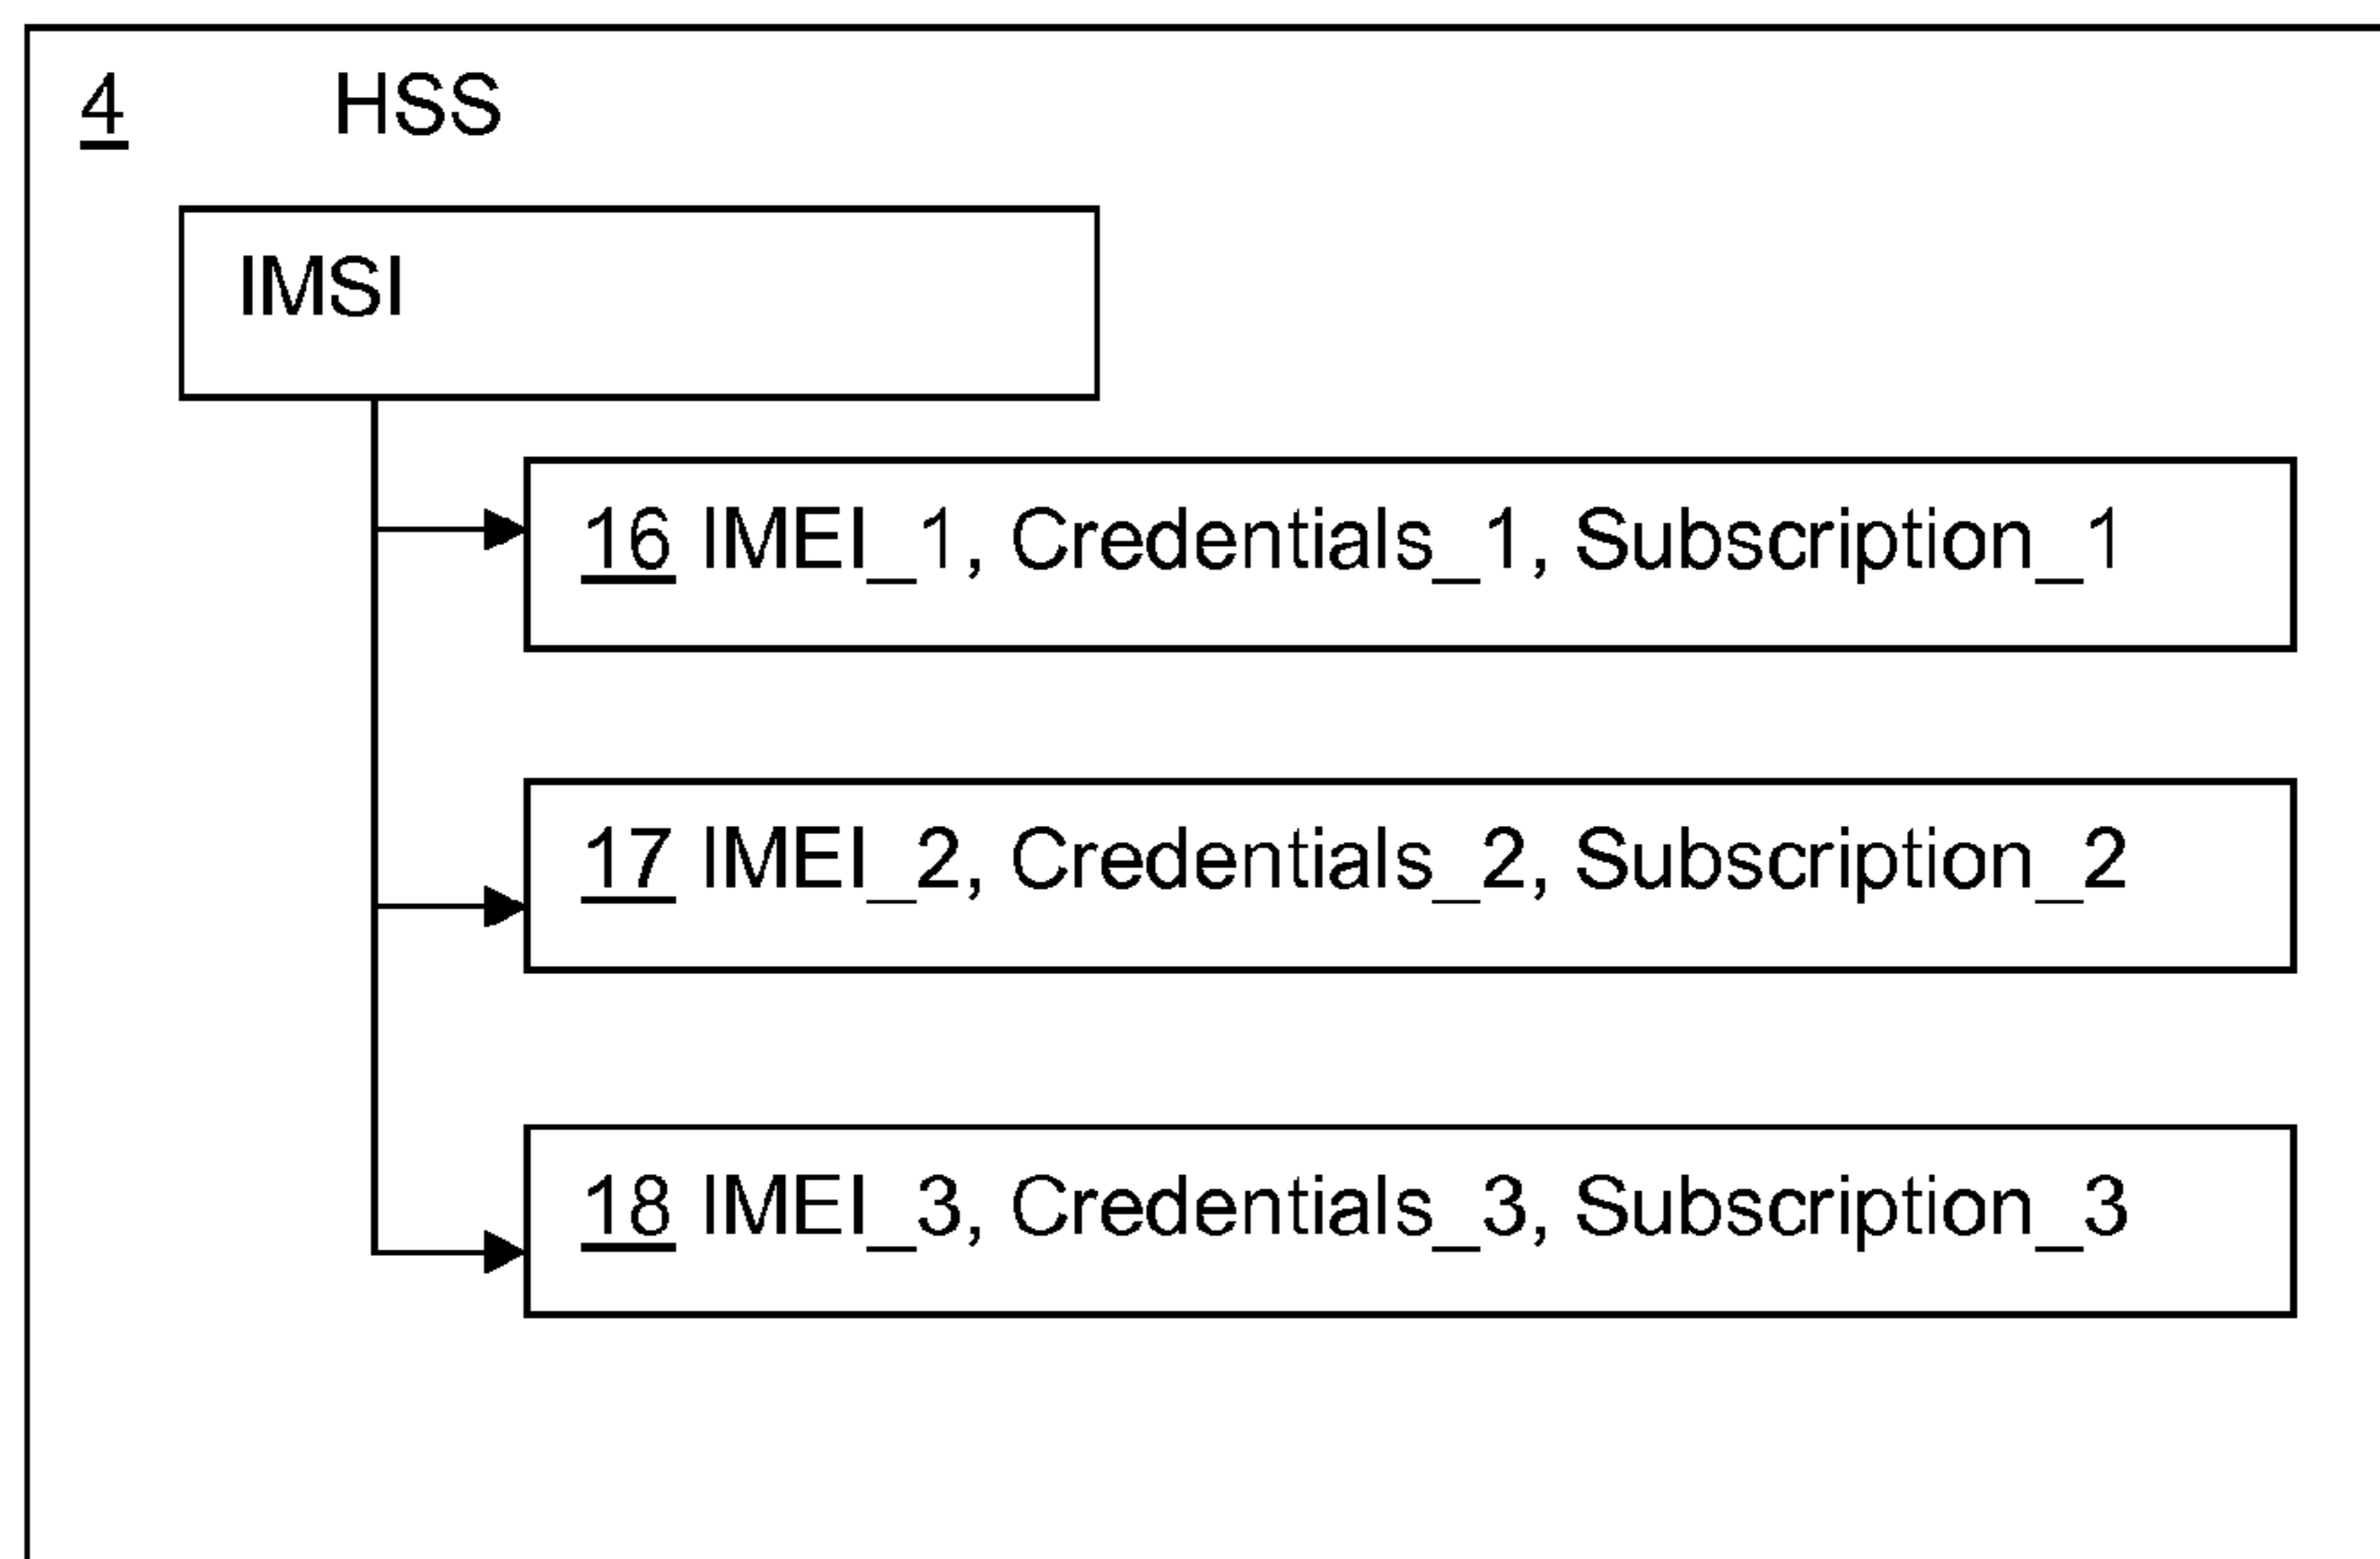 4 HSS
IMSI
16 IMEI_1, Credentials_1, Subscription_1
17 IMEI_2, Credentials_2, Subscription_2
18 IMEI_3, Credentials_3, Subscription_3